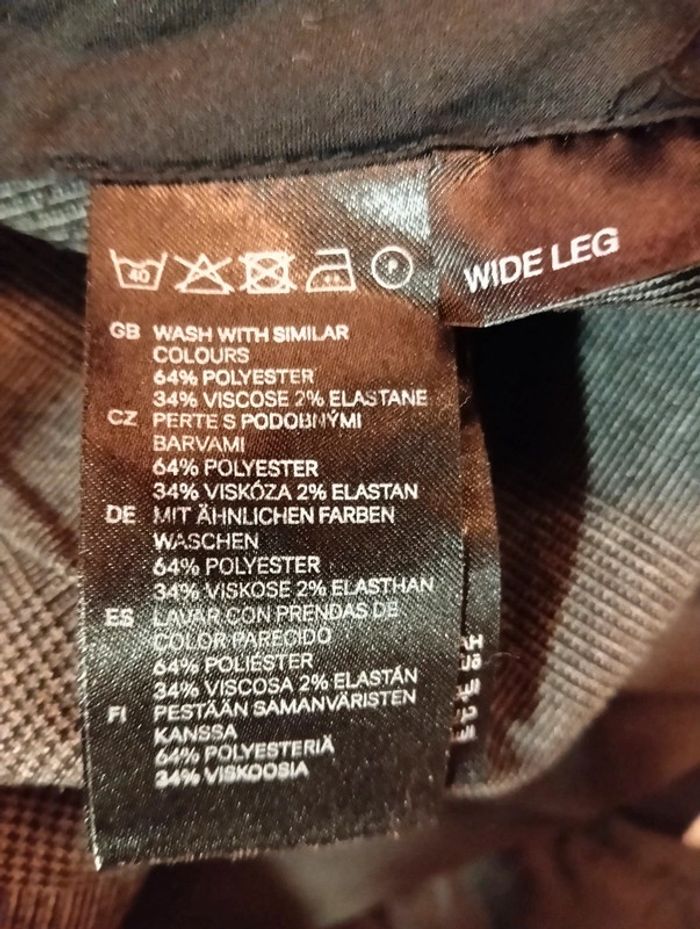 40
P
WIDE LEG
GB WASH WITH SIMILAR
COLOURS
64% POLYESTER
34% VISCOSE 2% ELASTANE
CZ PERTE S PODOBNÝMI
BARVAMI
64% POLYESTER
34% VISKÓZA 2% ELASTAN
DE MIT ÄHNLICHEN FARBEN
WASCHEN
64% POLYESTER
34% VISKOSE 2% ELASTHAN
ES LAVAR CON PRENDAS DE
COLOR PARECIDO
64% POLIÉSTER
34% VISCOSA 2% ELASTÁN
FI PESTÄÄN SAMANVÄRISTEN
KANSSA
64% POLYESTERIÄ
34% VISKOOSIA